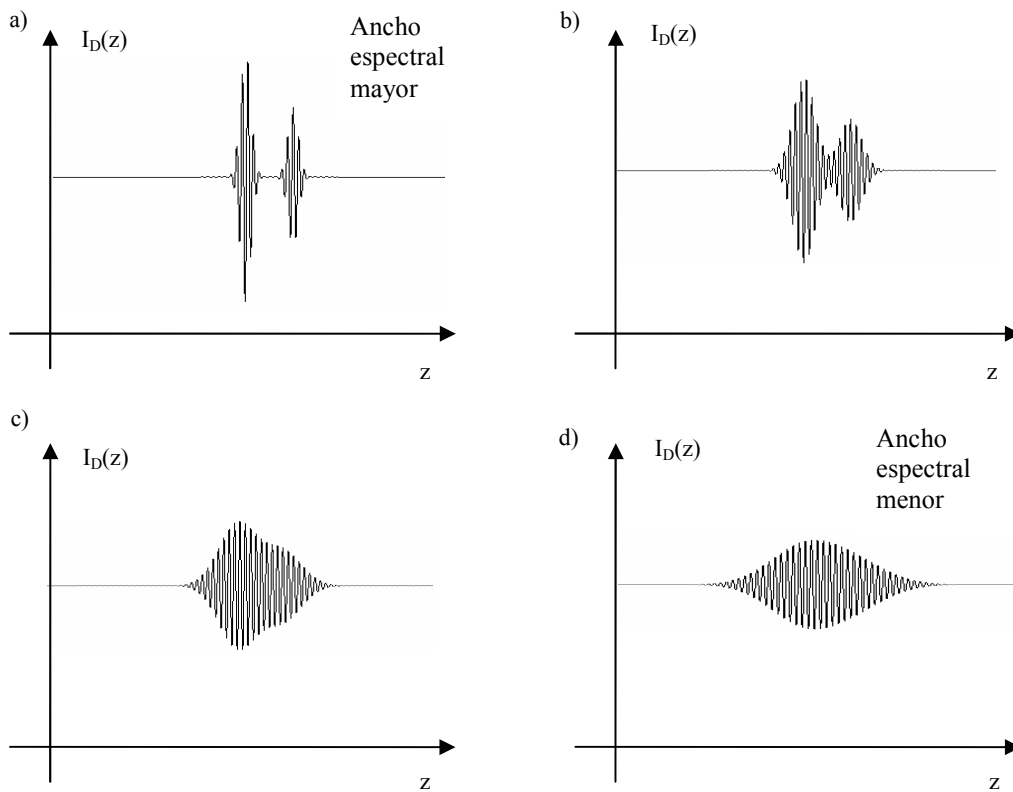 a)
I_D(z)
Ancho
espectral
mayor
z
b)
I_D(z)
z
c)
I_D(z)
z
d)
I_D(z)
Ancho
espectral
menor
z